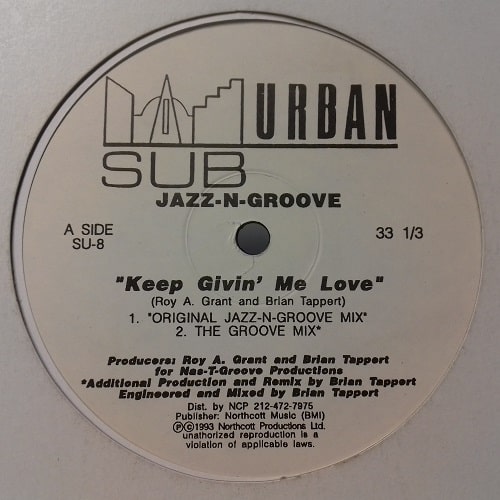 URBAN
SUB
JAZZ-N-GROOVE
A SIDE
SU-8
33 1/3
"Keep Givin' Me Love"
(Roy A. Grant and Brian Tappert)
1. "ORIGINAL JAZZ-N-GROOVE MIX"
2. THE GROOVE MIX*
Producers: Roy A. Grant and Brian Tappert
for Nas-T-Groove Productions
*Additional Production and Remix by Brian Tappert
Engineered and Mixed by Brian Tappert
Dist. by NCP 212-472-7975
Publisher: Northcott Music (BMI)
Ⓟ©1993 Northcott Productions Ltd.
unauthorized reproduction is a
violation of applicable laws.